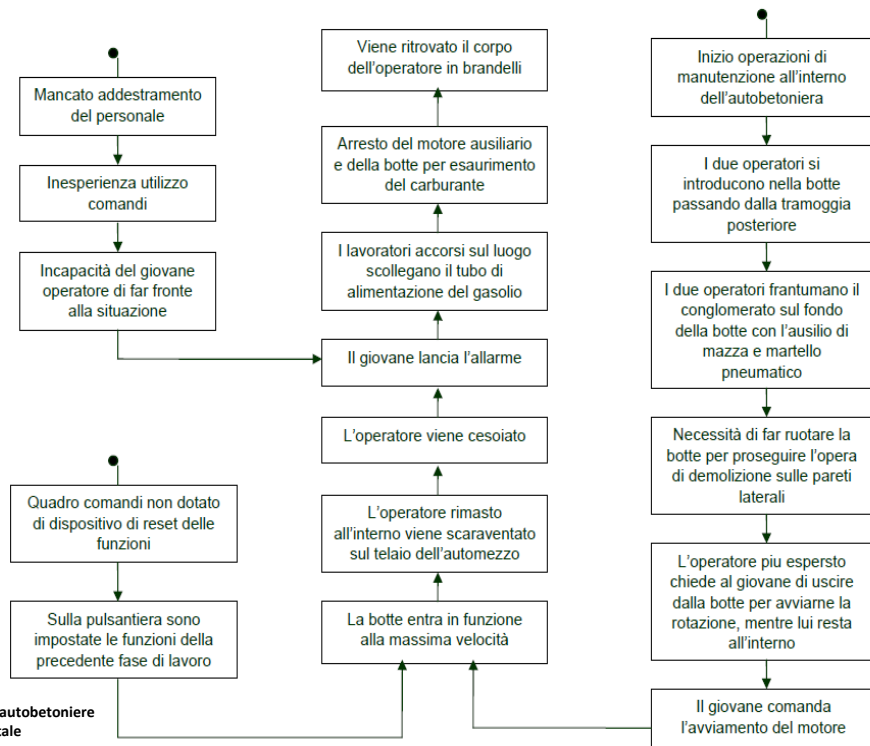 Mancato addestramento
del personale
Inesperienza utilizzo
comandi
Incapacità del giovane
operatore di far fronte
alla situazione
Quadro comandi non dotato
di dispositivo di reset delle
funzioni
Sulla pulsantiera sono
impostate le funzioni della
precedente fase di lavoro
autobetoniere
Viene ritrovato il corpo
dell'operatore in brandelli
Arresto del motore ausiliario
e della botte per esaurimento
del carburante
I lavoratori accorsi sul luogo
scollegano il tubo di
alimentazione del gasolio
Il giovane lancia l'allarme
L'operatore viene cesoiato
L'operatore rimasto
all'interno viene scaraventato
sul telaio dell'automezzo
La botte entra in funzione
alla massima velocità
Inizio operazioni di
manutenzione all'interno
dell'autobetoniera
I due operatori si
introducono nella botte
passando dalla tramoggia
posteriore
I due operatori frantumano il
conglomerato sul fondo
della botte con l'ausilio di
mazza e martello
pneumatico
Necessità di far ruotare la
botte per proseguire l'opera
di demolizione sulle pareti
laterali
L'operatore piu espersto
chiede al giovane di uscire
dalla botte per avviarne la
rotazione, mentre lui resta
all'interno
Il giovane comanda
l'avviamento del motore